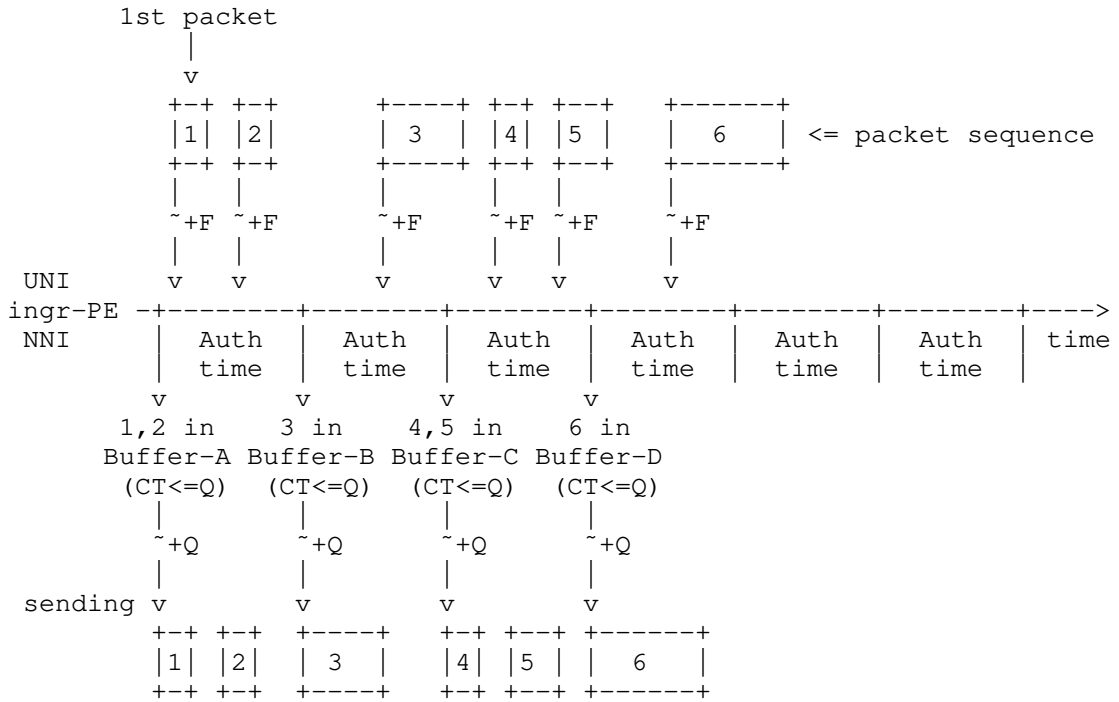 1st packet
|
v
+-+ +-+ +----+ +-+ +--+ +------+
|1| |2| | 3 | |4| |5 | | 6 | <= packet sequence
+-+ +-+ +----+ +-+ +--+ +------+
| | | | | |
~+F ~+F ~+F ~+F ~+F ~+F
| | | | | |
UNI v v v v v v
ingr-PE -+--------+--------+--------+--------+--------+--------+---->
NNI | Auth | Auth | Auth | Auth | Auth | Auth | time
| time | time | time | time | time | time |
v v v v
1,2 in 3 in 4,5 in 6 in
Buffer-A Buffer-B Buffer-C Buffer-D
(CT<=Q) (CT<=Q) (CT<=Q) (CT<=Q)
| | | |
~+Q ~+Q ~+Q ~+Q
| | | |
sending v v v v
+-+ +-+ +----+ +-+ +--+ +------+
|1| |2| | 3 | |4| |5 | | 6 |
+-+ +-+ +----+ +-+ +--+ +------+